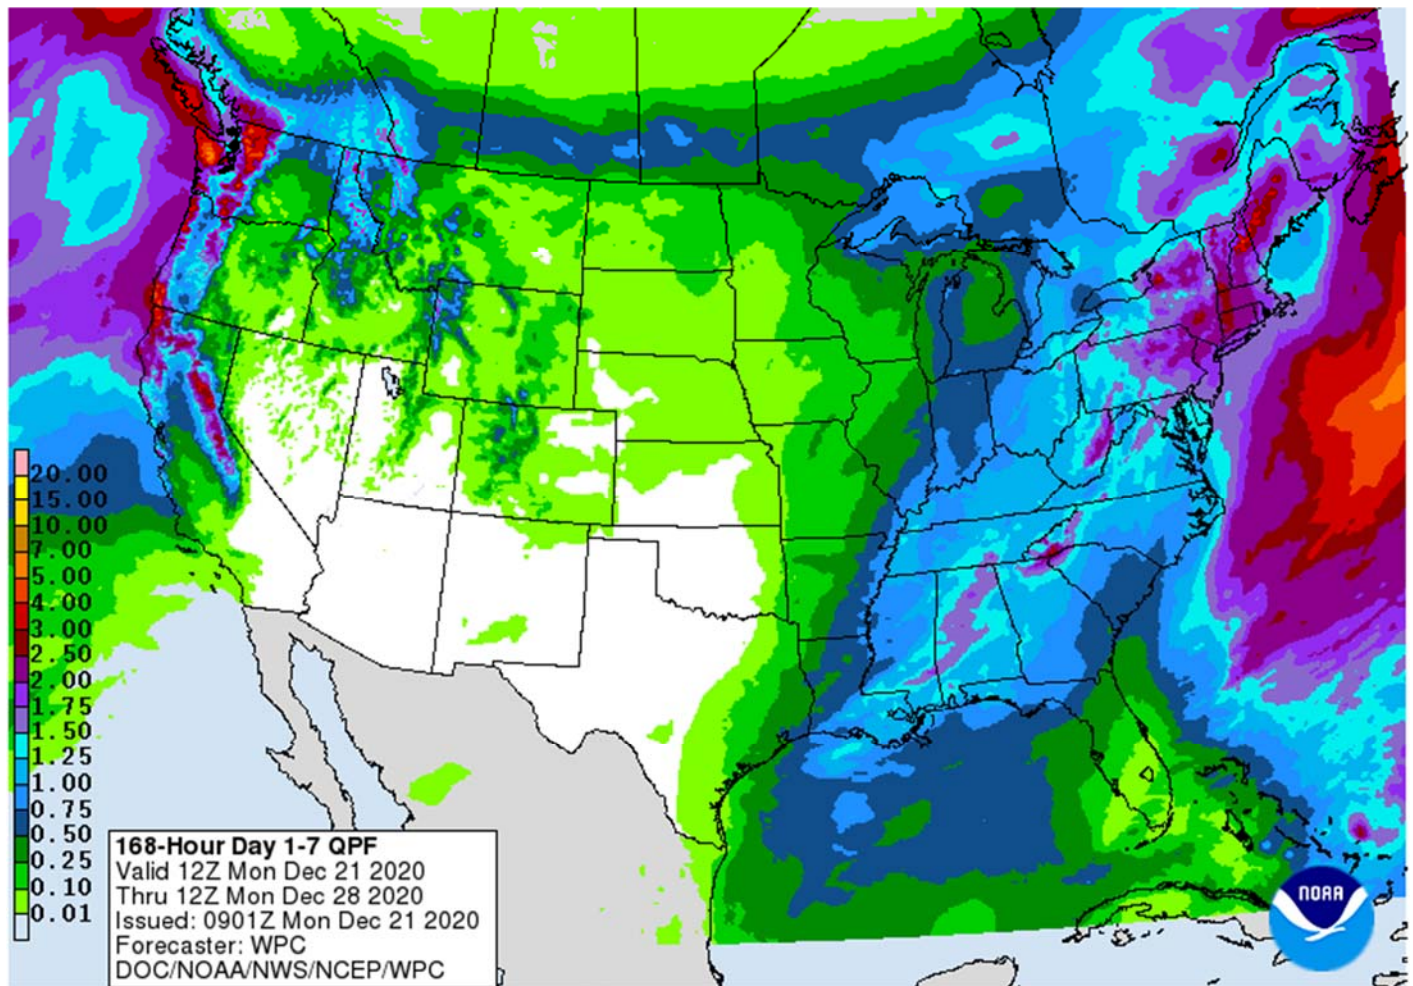 20.00
15.00
10.00
7.00
5.00
4.00
3.00
2.50
2.00
1.75
1.50
1.25
1.00
0.75
0.50
0.25
0.10
0.01
168-Hour Day 1-7 QPF
Valid 12Z Mon Dec 21 2020
Thru 12Z Mon Dec 28 2020
Issued: 0901Z Mon Dec 21 2020
Forecaster: WPC
DOC/NOAA/NWS/NCEP/WPC
NOAA